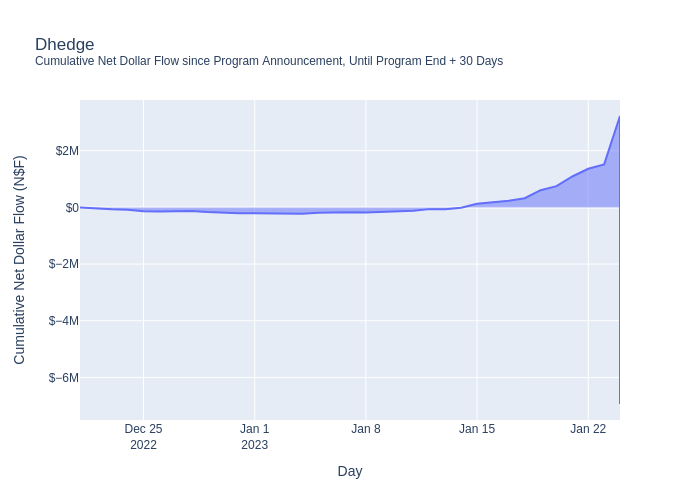 Dhedge
Cumulative Net Dollar Flow since Program Announcement, Until Program End + 30 Days
Cumulative Net Dollar Flow (N$F)
$2M
$0
$−2M
$−4M
$−6M
Dec 25
2022
Jan 1
2023
Jan 8
Jan 15
Jan 22
Day